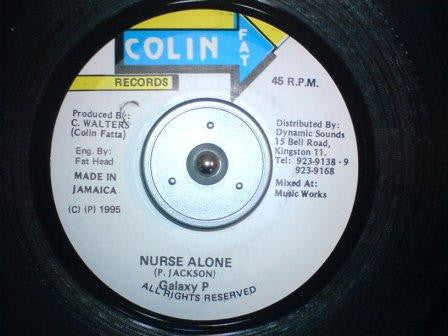 COLIN
FAT
RECORDS
45 R.P.M.
Produced By:
C. WALTERS
(Colin Fatta)
Eng. By:
Fat Head
MADE IN
JAMAICA
(C) (P) 1995
Distributed By:
Dynamic Sounds
15 Bell Road,
Kingston 11.
Tel: 923-9138 - 9
923-9168
Mixed At:
Music Works
NURSE ALONE
(P. JACKSON)
Galaxy P
ALL RIGHTS RESERVED